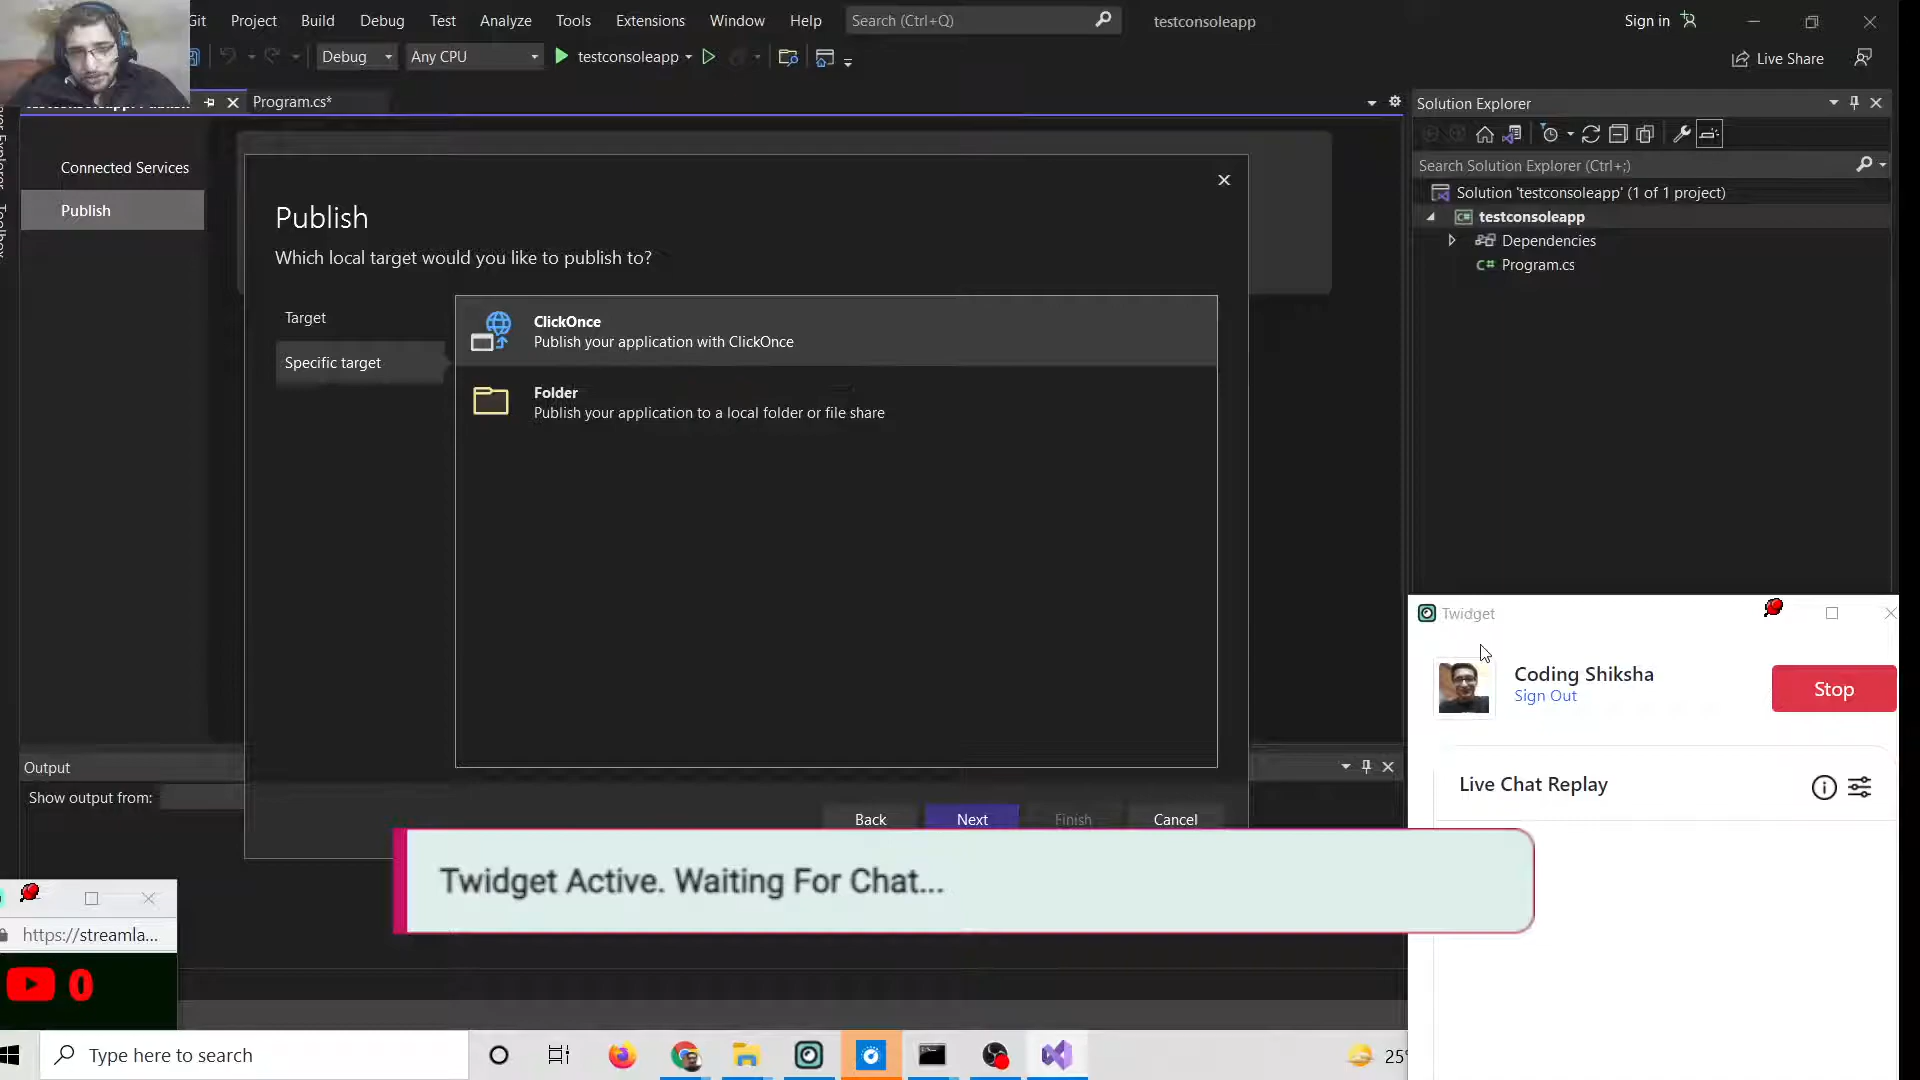 Git Project Build Debug Test Analyze Tools Extensions Window Help Search (Ctrl+Q) testconsoleapp Sign in
Debug Any CPU testconsoleapp Live Share
Program.cs*
Solution Explorer
Search Solution Explorer (Ctrl+;)
Solution 'testconsoleapp' (1 of 1 project)
testconsoleapp
Dependencies
C# Program.cs
Connected Services
Publish
Publish
Which local target would you like to publish to?
Target
Specific target
ClickOnce
Publish your application with ClickOnce
Folder
Publish your application to a local folder or file share
Back Next Finish Cancel
Output
Show output from:
Twidget
Coding Shiksha
Sign Out
Stop
Live Chat Replay
Twidget Active. Waiting For Chat...
https://streamla...
0
Type here to search
25°